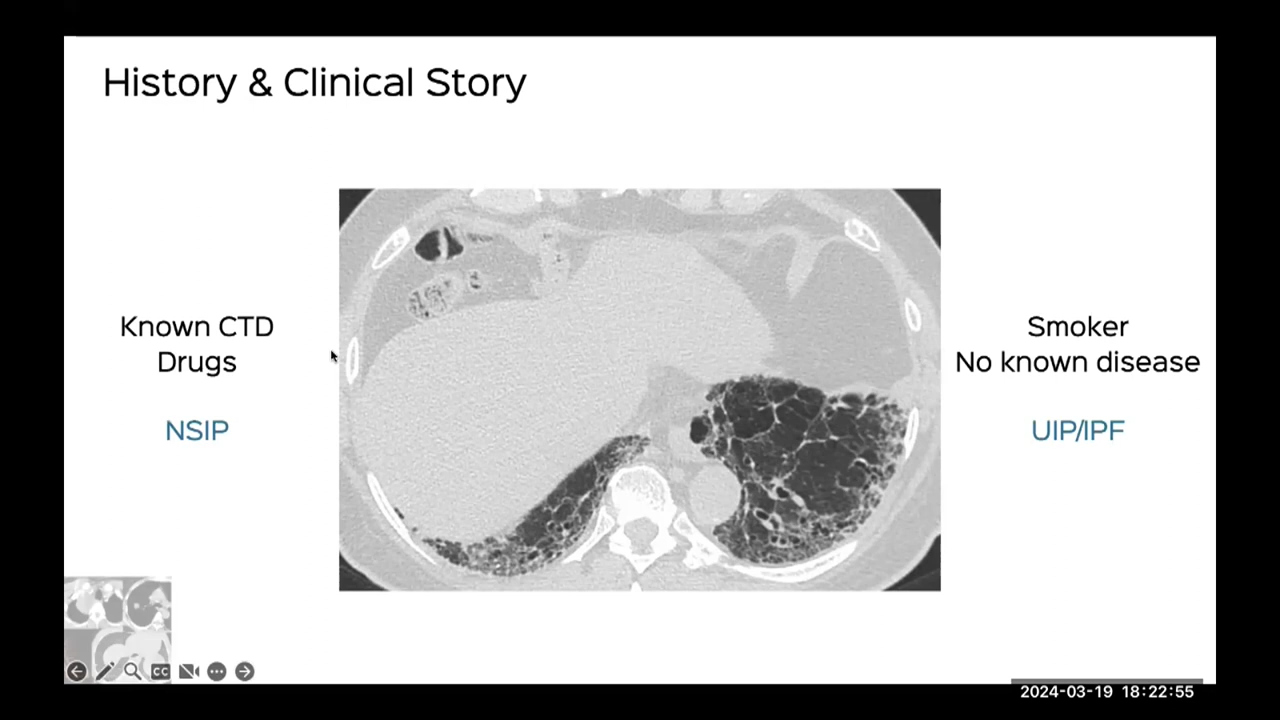 History & Clinical Story
Known CTD
Drugs
NSIP
Smoker
No known disease
UIP/IPF
CC
2024-03-19 18:22:55